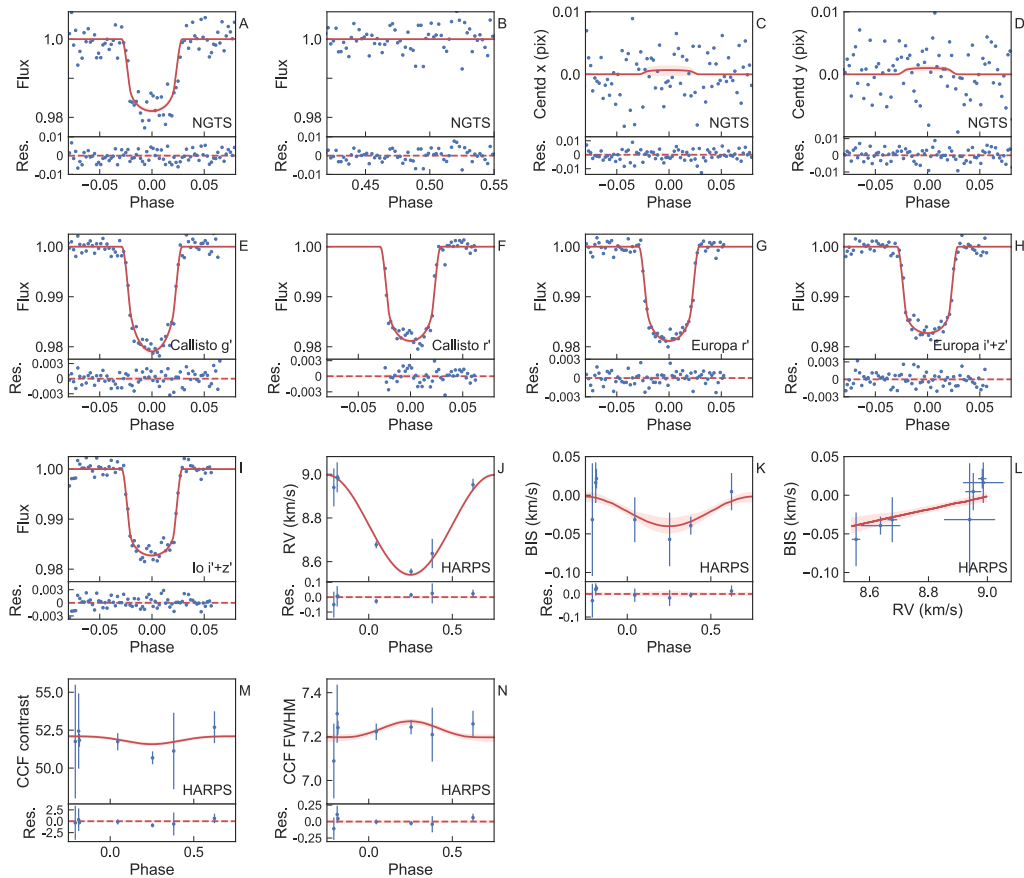 A
1.0
0.98
Flux
NGTS
0.01
0
-0.01
Res.
−0.05 0.00 0.05
Phase
B
1.0
0.98
Flux
NGTS
0.01
0
-0.01
Res.
0.45 0.50 0.55
Phase
C
0.01
0.0
Centd x (pix)
NGTS
0.01
0
-0.01
Res.
−0.05 0.00 0.05
Phase
D
0.01
0.0
Centd y (pix)
NGTS
0.01
0
-0.01
Res.
−0.05 0.00 0.05
Phase
E
1.00
0.99
0.98
Flux
Callisto g'
0.003
0
-0.003
Res.
−0.05 0.00 0.05
Phase
F
1.00
0.99
0.98
Flux
Callisto r'
0.003
0
-0.003
Res.
−0.05 0.00 0.05
Phase
G
1.00
0.99
0.98
Flux
Europa r'
0.003
0
-0.003
Res.
−0.05 0.00 0.05
Phase
H
1.00
0.99
0.98
Flux
Europa i'+z'
0.003
0
-0.003
Res.
−0.05 0.00 0.05
Phase
I
1.00
0.99
0.98
Flux
Io i'+z'
0.003
0
-0.003
Res.
−0.05 0.00 0.05
Phase
J
9.0
8.8
8.6
RV (km/s)
HARPS
0.1
0.0
-0.1
Res.
0.0 0.5
Phase
K
0.05
−0.00
−0.05
−0.10
BIS (km/s)
HARPS
0.0
-0.1
Res.
0.0 0.5
Phase
L
0.05
0.00
−0.05
−0.10
BIS (km/s)
HARPS
8.6 8.8 9.0
RV (km/s)
M
55.0
52.5
50.0
CCF contrast
HARPS
2.5
0.0
-2.5
Res.
0.0 0.5
Phase
N
7.4
7.2
7.0
CCF FWHM
HARPS
0.25
0.00
-0.25
Res.
0.0 0.5
Phase